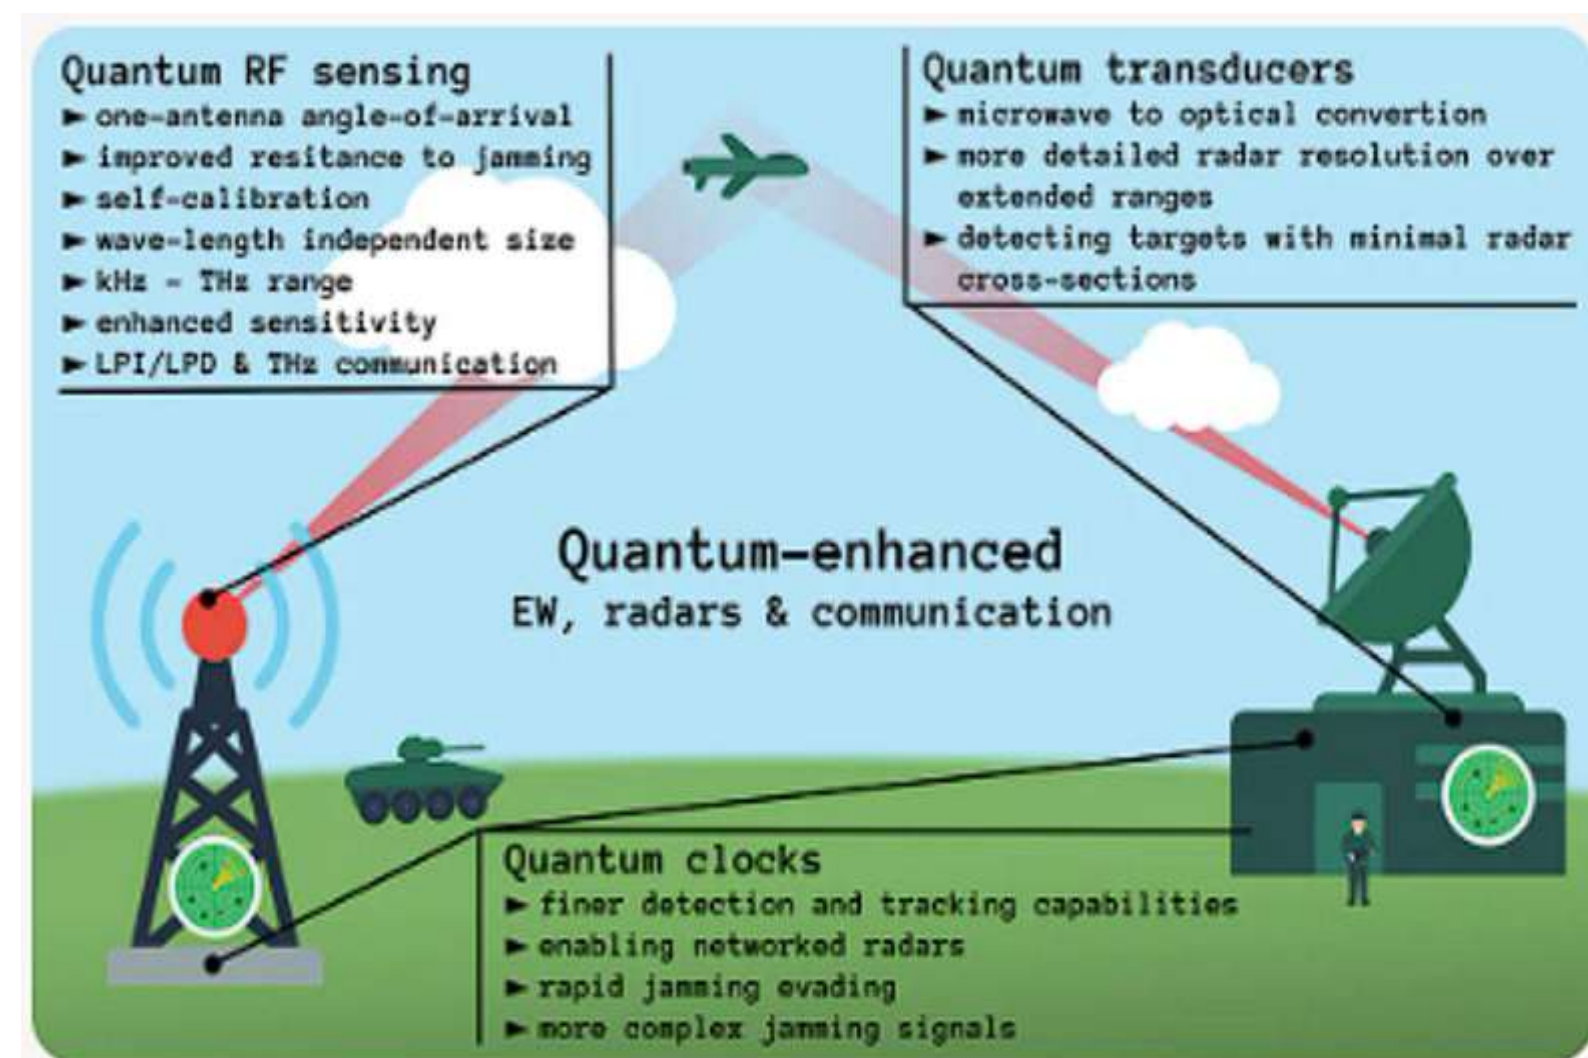 Quantum RF sensing
► one-antenna angle-of-arrival
► improved resitance to jamming
► self-calibration
► wave-length independent size
► kHz - THz range
► enhanced sensitivity
► LPI/LPD & THz communication
Quantum transducers
► microwave to optical convertion
► more detailed radar resolution over
extended ranges
► detecting targets with minimal radar
cross-sections
Quantum-enhanced
EW, radars & communication
Quantum clocks
► finer detection and tracking capabilities
► enabling networked radars
► rapid jamming evading
► more complex jamming signals